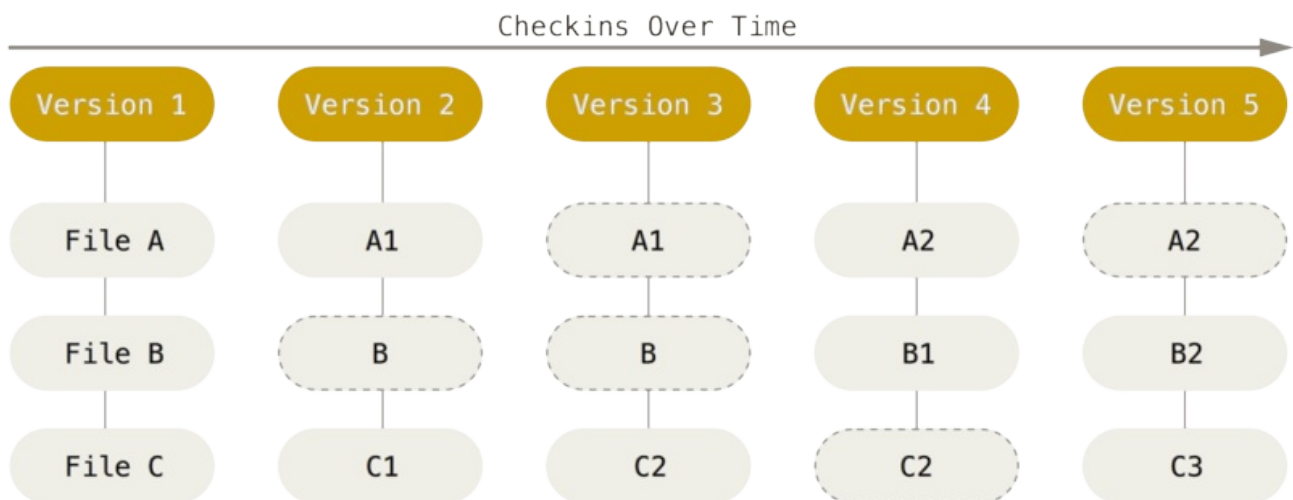 Checkins Over Time
Version 1 Version 2 Version 3 Version 4 Version 5
File A A1 A1 A2 A2
File B B B B1 B2
File C C1 C2 C2 C3